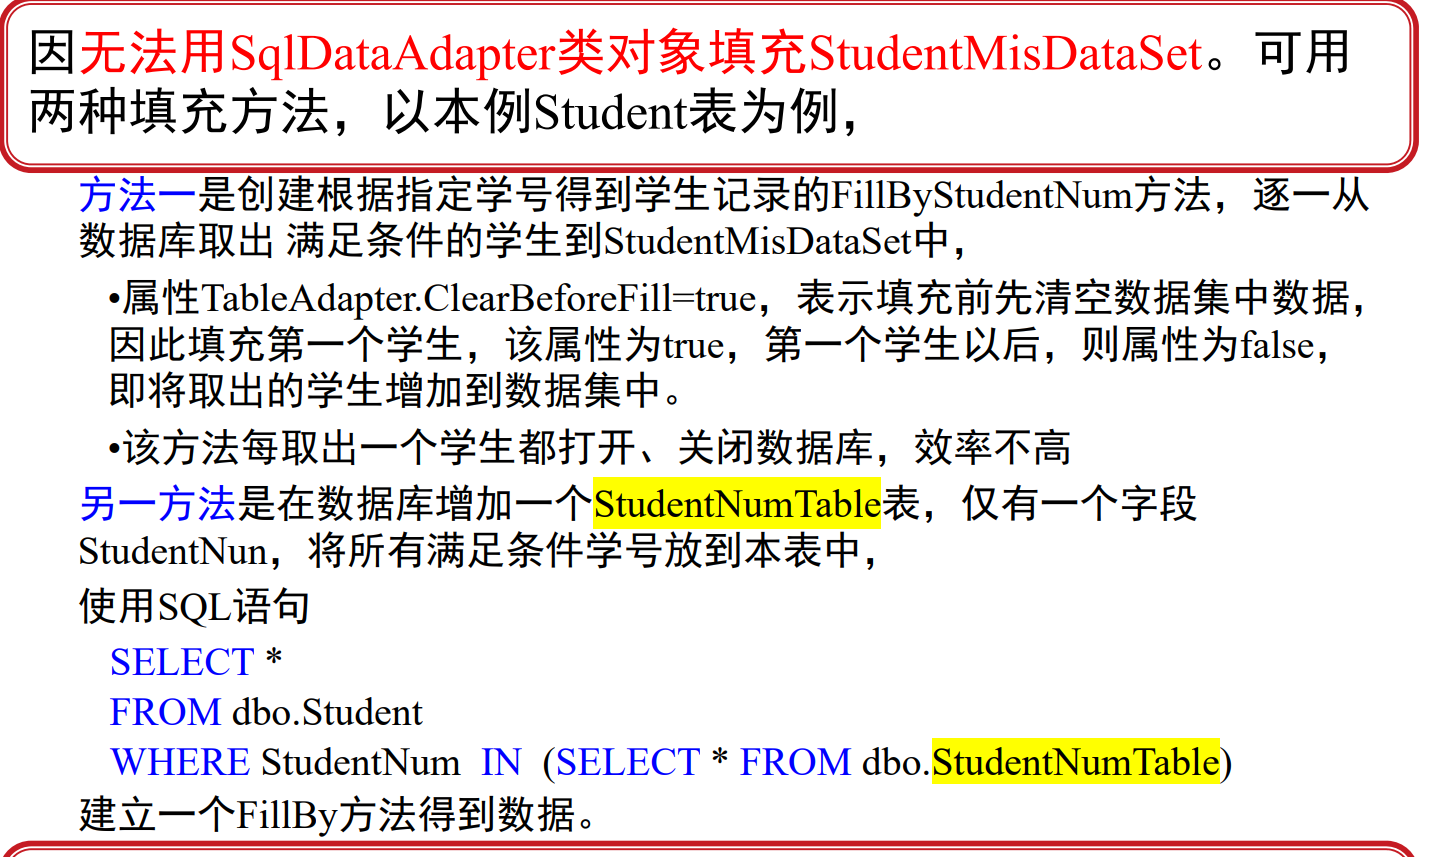 因无法用SqlDataAdapter类对象填充StudentMisDataSet。可用
两种填充方法，以本例Student表为例，
方法一是创建根据指定学号得到学生记录的FillByStudentNum方法，逐一从
数据库取出 满足条件的学生到StudentMisDataSet中，
•属性TableAdapter.ClearBeforeFill=true，表示填充前先清空数据集中数据，
因此填充第一个学生，该属性为true，第一个学生以后，则属性为false，
即将取出的学生增加到数据集中。
•该方法每取出一个学生都打开、关闭数据库，效率不高
另一方法是在数据库增加一个StudentNumTable表，仅有一个字段
StudentNun，将所有满足条件学号放到本表中，
使用SQL语句
SELECT *
FROM dbo.Student
WHERE StudentNum IN (SELECT * FROM dbo.StudentNumTable)
建立一个FillBy方法得到数据。